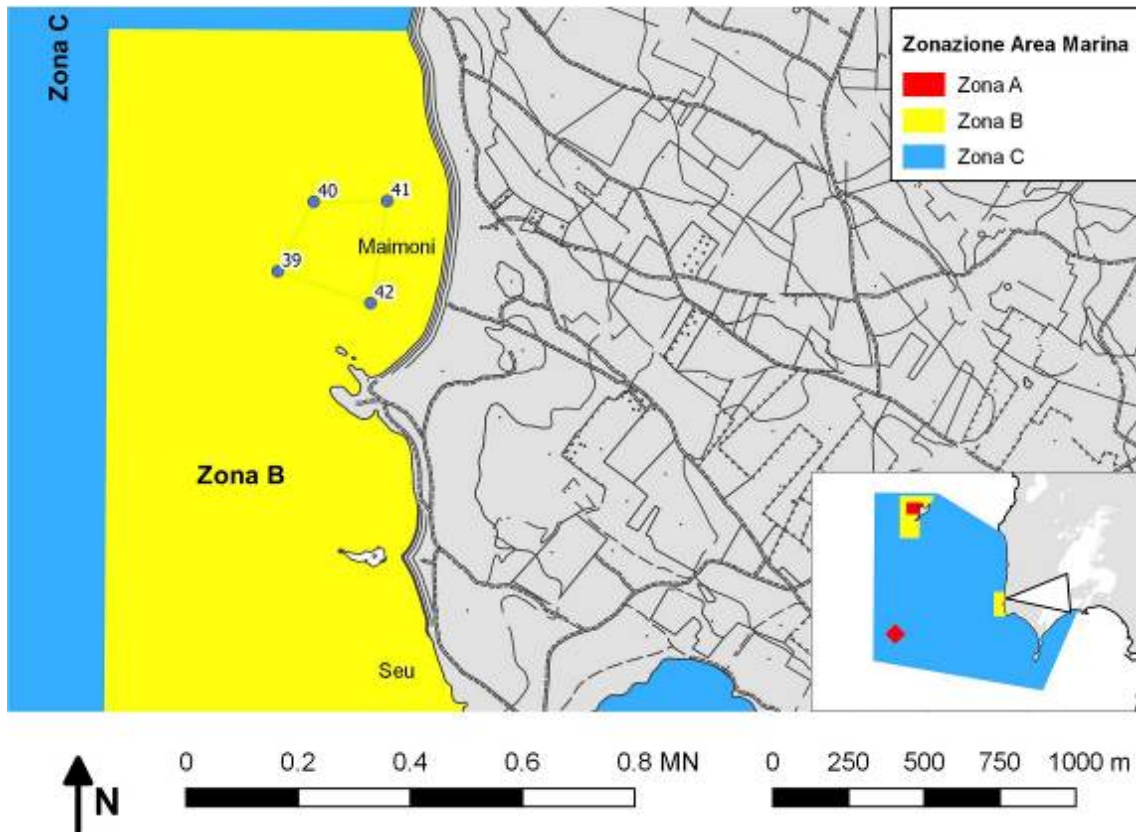 Zona C
Zonazione Area Marina
Zona A
Zona B
Zona C
40
41
Maimoni
39
42
Zona B
Seu
N
0 0.2 0.4 0.6 0.8 MN
0 250 500 750 1000 m